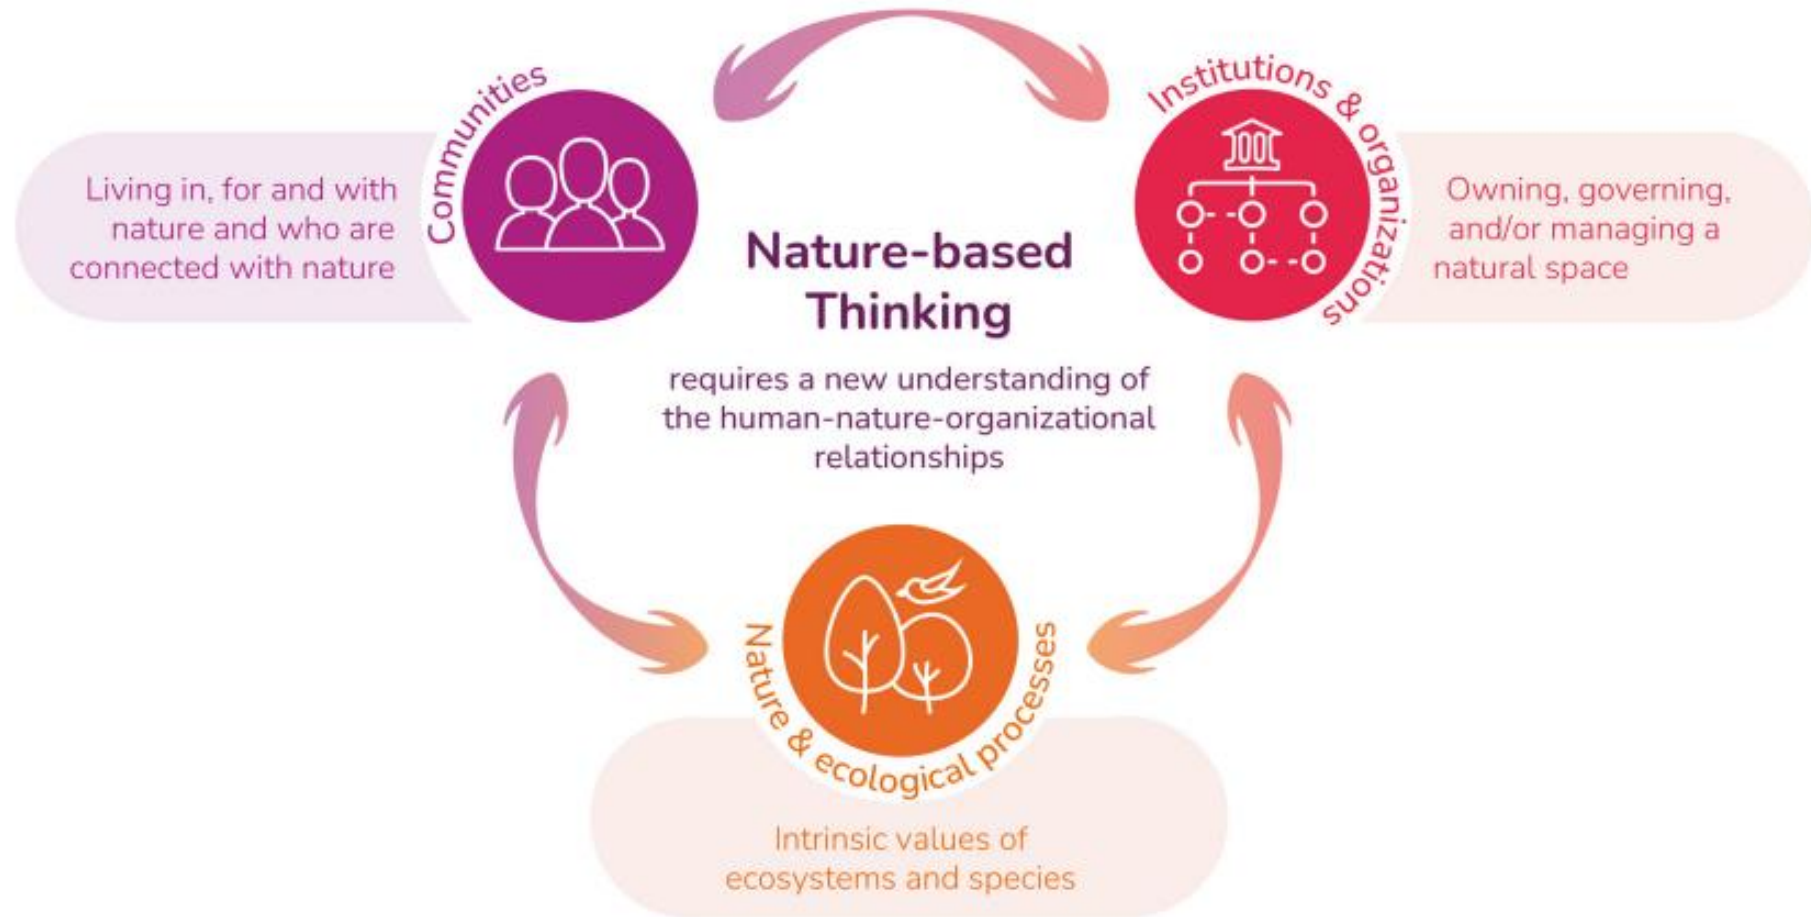 Communities
Living in, for and with
nature and who are
connected with nature
Institutions & organizations
Owning, governing,
and/or managing a
natural space
Nature-based
Thinking
requires a new understanding of
the human-nature-organizational
relationships
Nature & ecological processes
Intrinsic values of
ecosystems and species